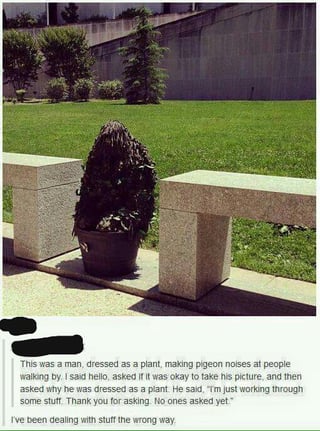 This was a man, dressed as a plant, making pigeon noises at people
walking by. I said hello, asked if it was okay to take his picture, and then
asked why he was dressed as a plant. He said, "I'm just working through
some stuff. Thank you for asking. No ones asked yet."
I've been dealing with stuff the wrong way.